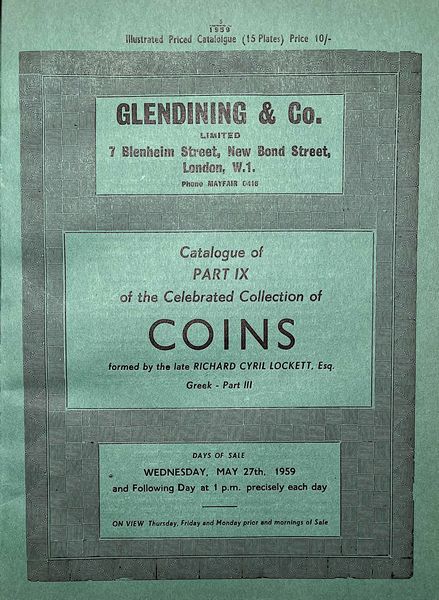 5
1959
Illustrated Priced Catalolgue (15 Plates) Price 10/-
GLENDINING & Co.
LIMITED
7 Blenheim Street, New Bond Street,
London, W.1.
Phone MAYFAIR 0416
Catalogue of
PART IX
of the Celebrated Collection of
COINS
formed by the late RICHARD CYRIL LOCKETT, Esq.
Greek - Part III
DAYS OF SALE
WEDNESDAY, MAY 27th. 1959
and Following Day at 1 p.m. precisely each day
ON VIEW Thursday, Friday and Monday prior and mornings of Sale